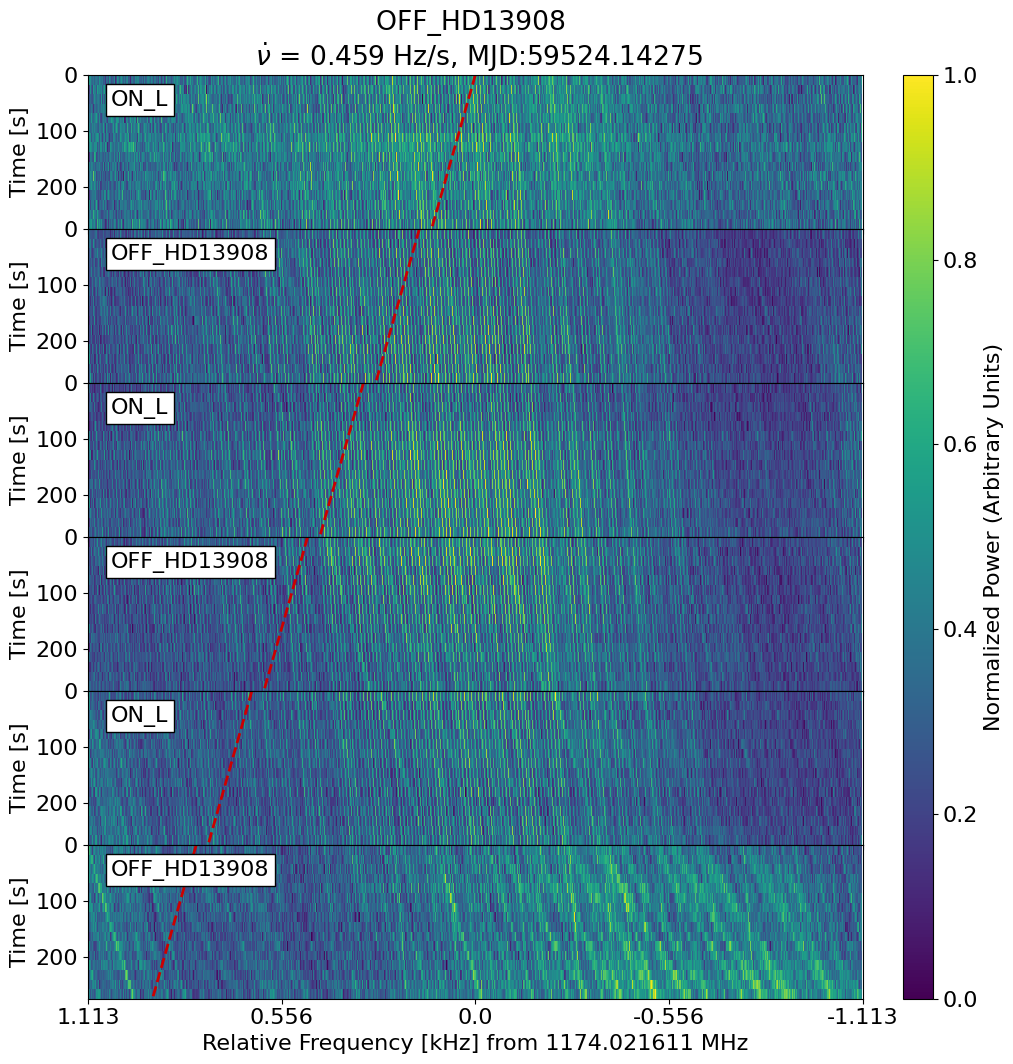 OFF_HD13908
ν̇ = 0.459 Hz/s, MJD:59524.14275
ON_L
OFF_HD13908
ON_L
OFF_HD13908
ON_L
OFF_HD13908
Time [s]
0
100
200
Time [s]
0
100
200
Time [s]
0
100
200
Time [s]
0
100
200
Time [s]
0
100
200
Time [s]
0
100
200
1.113 0.556 0.0 -0.556 -1.113
Relative Frequency [kHz] from 1174.021611 MHz
1.0
0.8
0.6
0.4
0.2
0.0
Normalized Power (Arbitrary Units)